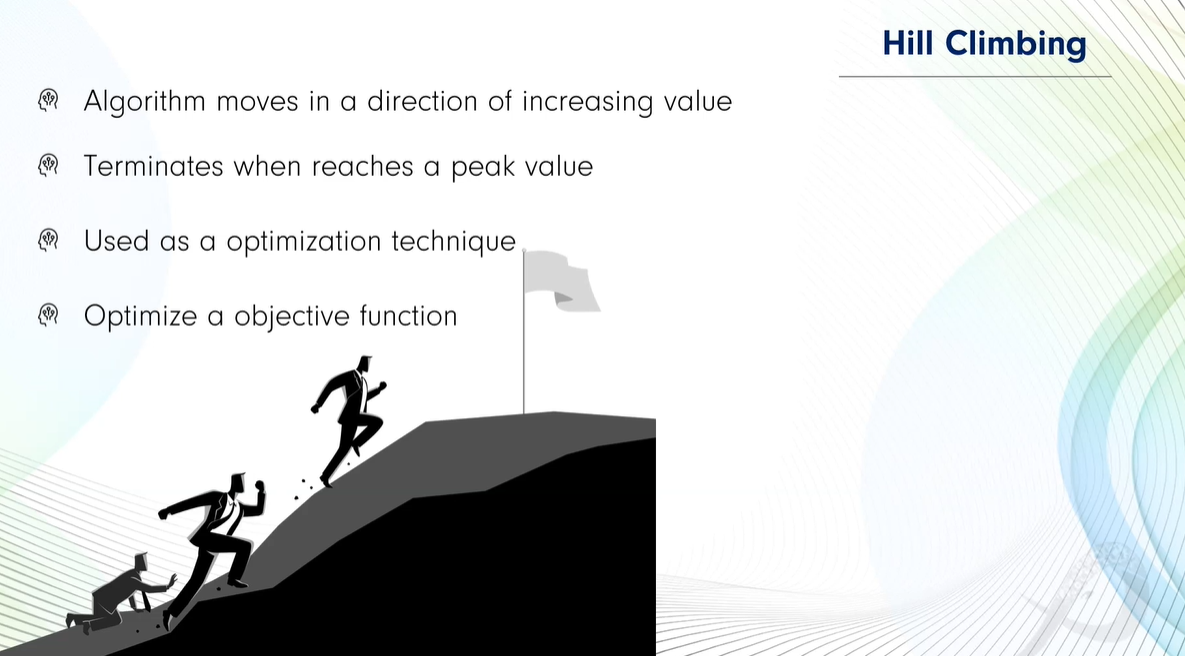 Hill Climbing
Algorithm moves in a direction of increasing value
Terminates when reaches a peak value
Used as a optimization technique
Optimize a objective function